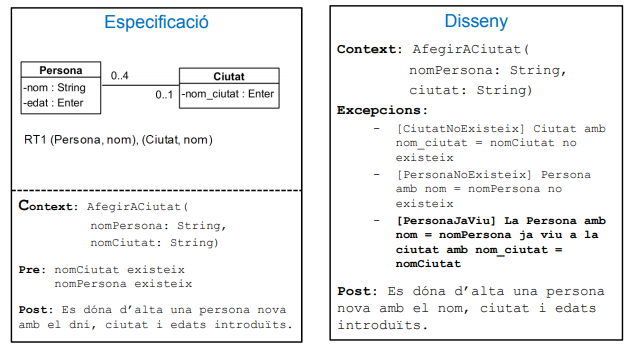 Especificació
Persona
-nom : String
-edat : Enter
0..4
0..1
Ciutat
-nom_ciutat : Enter
RT1 (Persona, nom), (Ciutat, nom)
Context: AfegirACiutat(
nomPersona: String,
nomCiutat: String)
Pre: nomCiutat existeix
nomPersona existeix
Post: Es dóna d'alta una persona nova
amb el dni, ciutat i edats introduïts.
Disseny
Context: AfegirACiutat(
nomPersona: String,
ciutat: String)
Excepcions:
- [CiutatNoExisteix] Ciutat amb
nom_ciutat = nomCiutat no
existeix
- [PersonaNoExisteix] Persona
amb nom = nomPersona no
existeix
- [PersonaJaViu] La Persona amb
nom = nomPersona ja viu a la
ciutat amb nom_ciutat =
nomCiutat
Post: Es dóna d'alta una persona
nova amb el nom, ciutat i edats
introduïts.